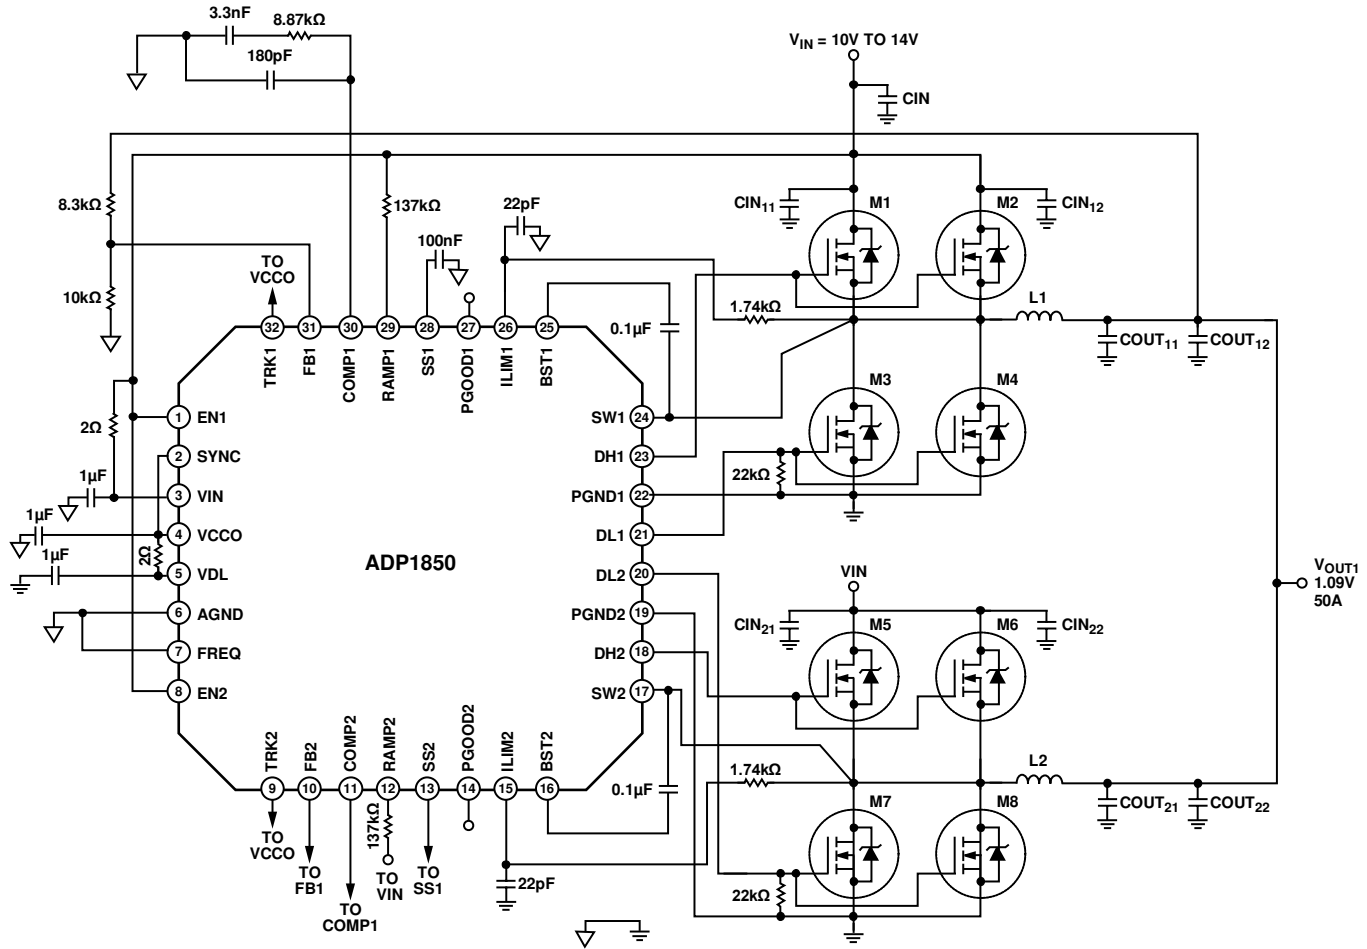 3.3nF
8.87kΩ
180pF
V_IN = 10V TO 14V
CIN
8.3kΩ
10kΩ
137kΩ
22pF
100nF
TO
VCCO
CIN11
M1
M2
CIN12
1.74kΩ
L1
0.1µF
COUT11
COUT12
32
31
30
29
28
27
26
25
TRK1
FB1
COMP1
RAMP1
SS1
PGOOD1
ILIM1
BST1
M3
M4
22kΩ
2Ω
1µF
1µF
1µF
2Ω
1
EN1
2
SYNC
3
VIN
4
VCCO
5
VDL
6
AGND
7
FREQ
8
EN2
ADP1850
SW1
24
DH1
23
PGND1
22
DL1
21
DL2
20
PGND2
19
DH2
18
SW2
17
VIN
CIN21
M5
M6
CIN22
VOUT1
1.09V
50A
TRK2
FB2
COMP2
RAMP2
SS2
PGOOD2
ILIM2
BST2
9
10
11
12
13
14
15
16
1.74kΩ
L2
0.1µF
COUT21
COUT22
M7
M8
22kΩ
137kΩ
TO
VCCO
TO
FB1
TO
COMP1
TO
VIN
TO
SS1
22pF